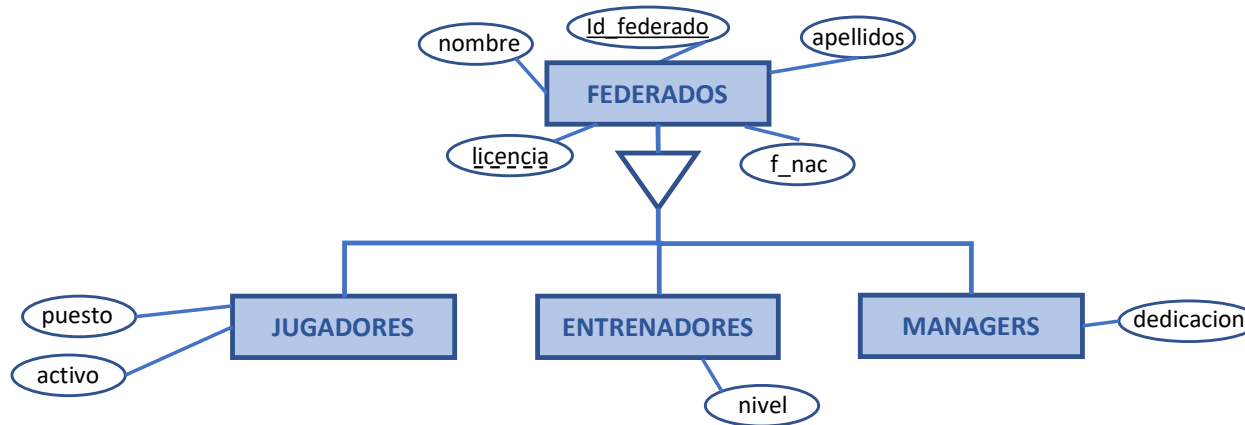 Id_federado
nombre
apellidos
FEDERADOS
licencia
f_nac
puesto
JUGADORES
ENTRENADORES
MANAGERS
dedicacion
activo
nivel